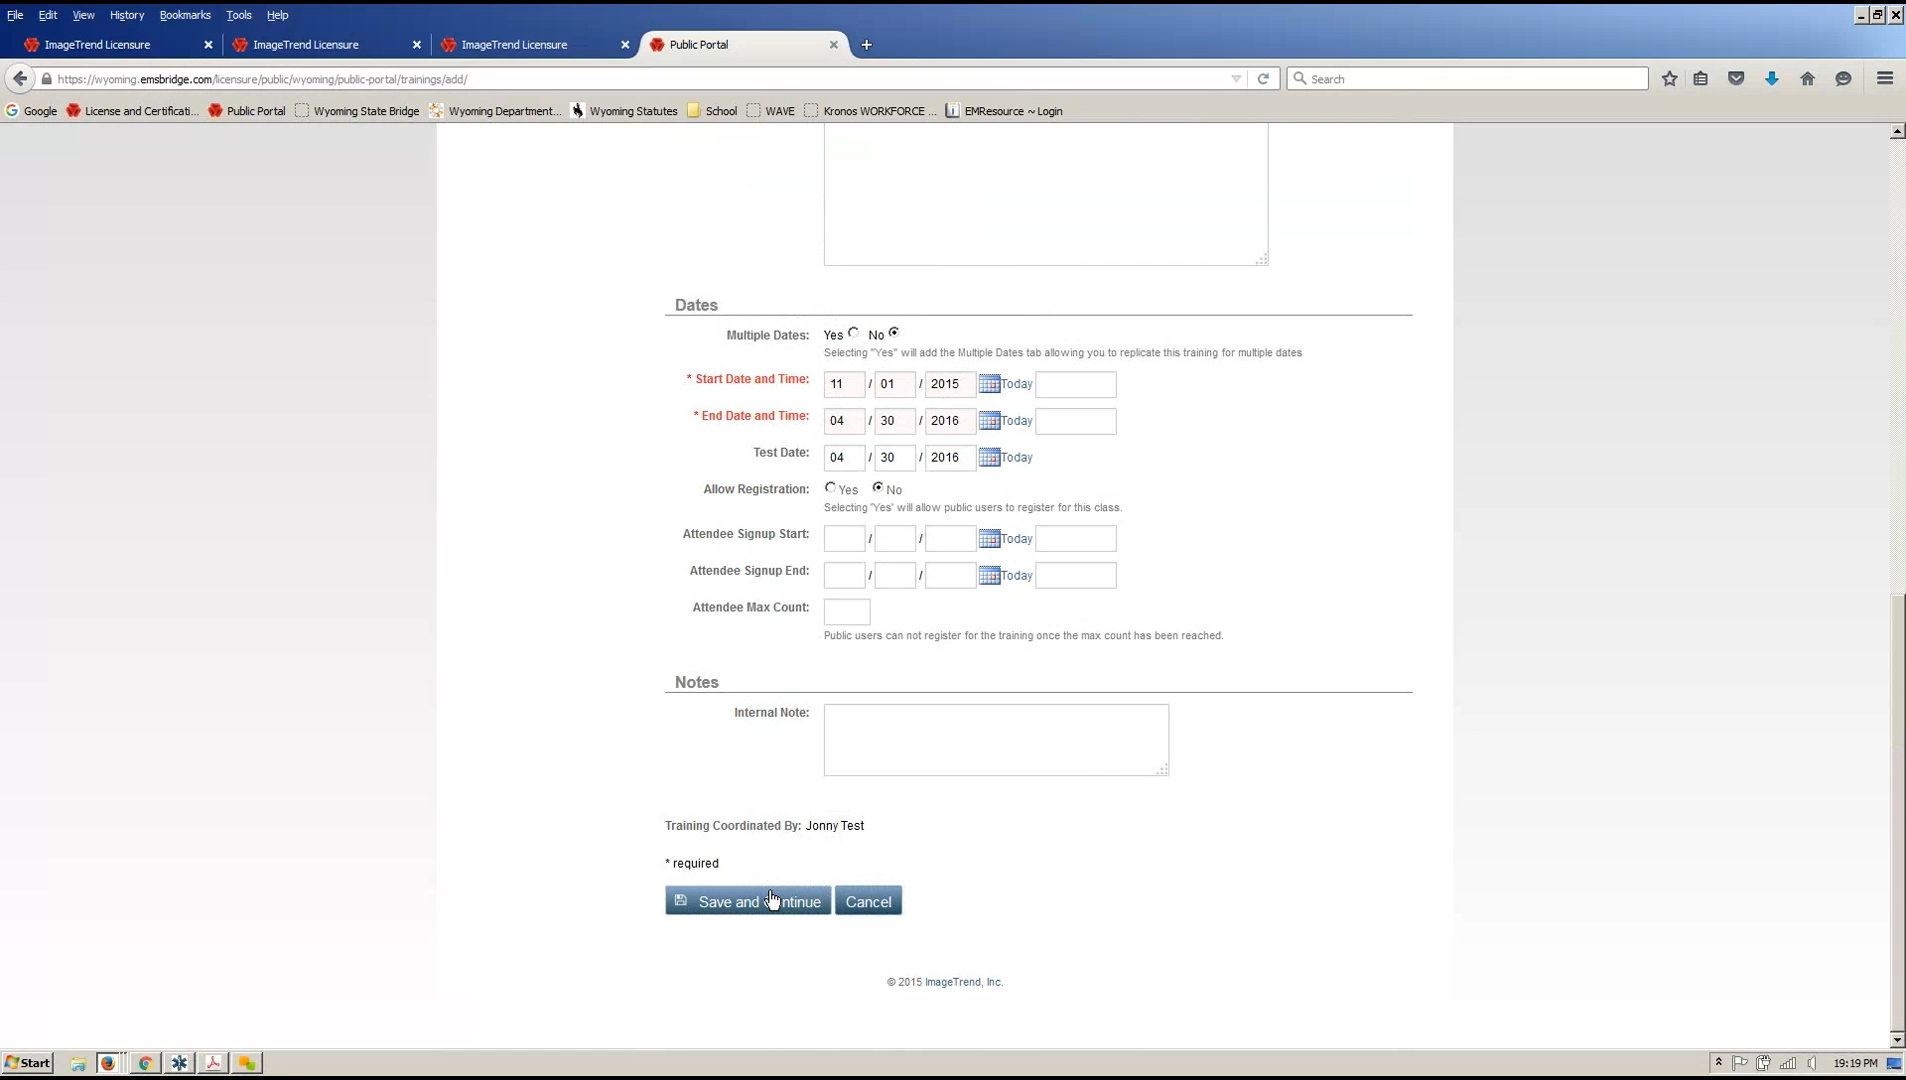 File Edit View History Bookmarks Tools Help
ImageTrend Licensure × ImageTrend Licensure × ImageTrend Licensure × Public Portal × +
https://wyoming.emsbridge.com/licensure/public/wyoming/public-portal/trainings/add/ Search
Google License and Certificati... Public Portal Wyoming State Bridge Wyoming Department... Wyoming Statutes School WAVE Kronos WORKFORCE ... EMResource ~ Login
Dates
Multiple Dates: Yes No
Selecting "Yes" will add the Multiple Dates tab allowing you to replicate this training for multiple dates
* Start Date and Time: 11 / 01 / 2015 Today
* End Date and Time: 04 / 30 / 2016 Today
Test Date: 04 / 30 / 2016 Today
Allow Registration: Yes No
Selecting 'Yes' will allow public users to register for this class.
Attendee Signup Start: / / Today
Attendee Signup End: / / Today
Attendee Max Count:
Public users can not register for the training once the max count has been reached.
Notes
Internal Note:
Training Coordinated By: Jonny Test
* required
Save and ntinue Cancel
© 2015 ImageTrend, Inc.
Start 19:19 PM